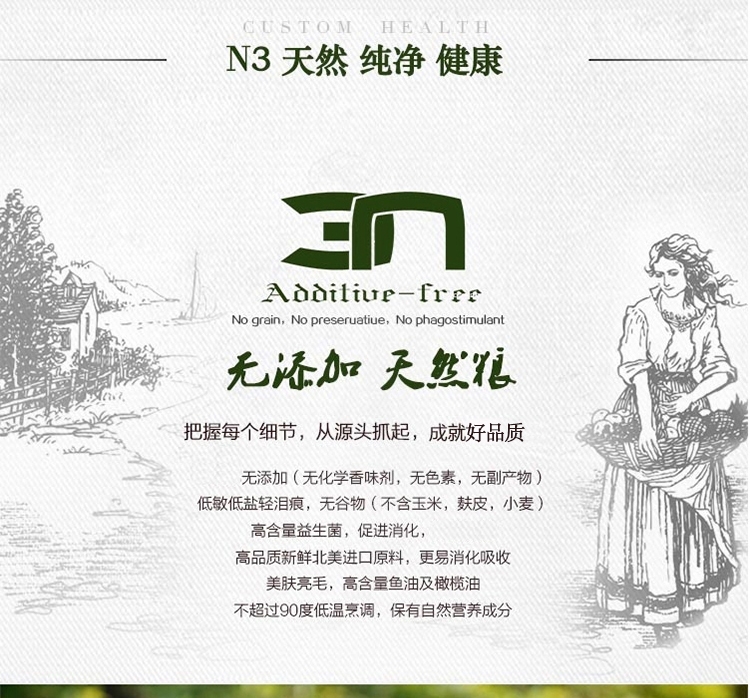 CUSTOM HEALTH
N3 天然 纯净 健康
3n
Additive-free
No grain, No preseruatiue, No phagostimulant
无添加 天然粮
把握每个细节，从源头抓起，成就好品质
无添加（无化学香味剂，无色素，无副产物）
低敏低盐轻泪痕，无谷物（不含玉米，麸皮，小麦）
高含量益生菌，促进消化，
高品质新鲜北美进口原料，更易消化吸收
美肤亮毛，高含量鱼油及橄榄油
不超过90度低温烹调，保有自然营养成分